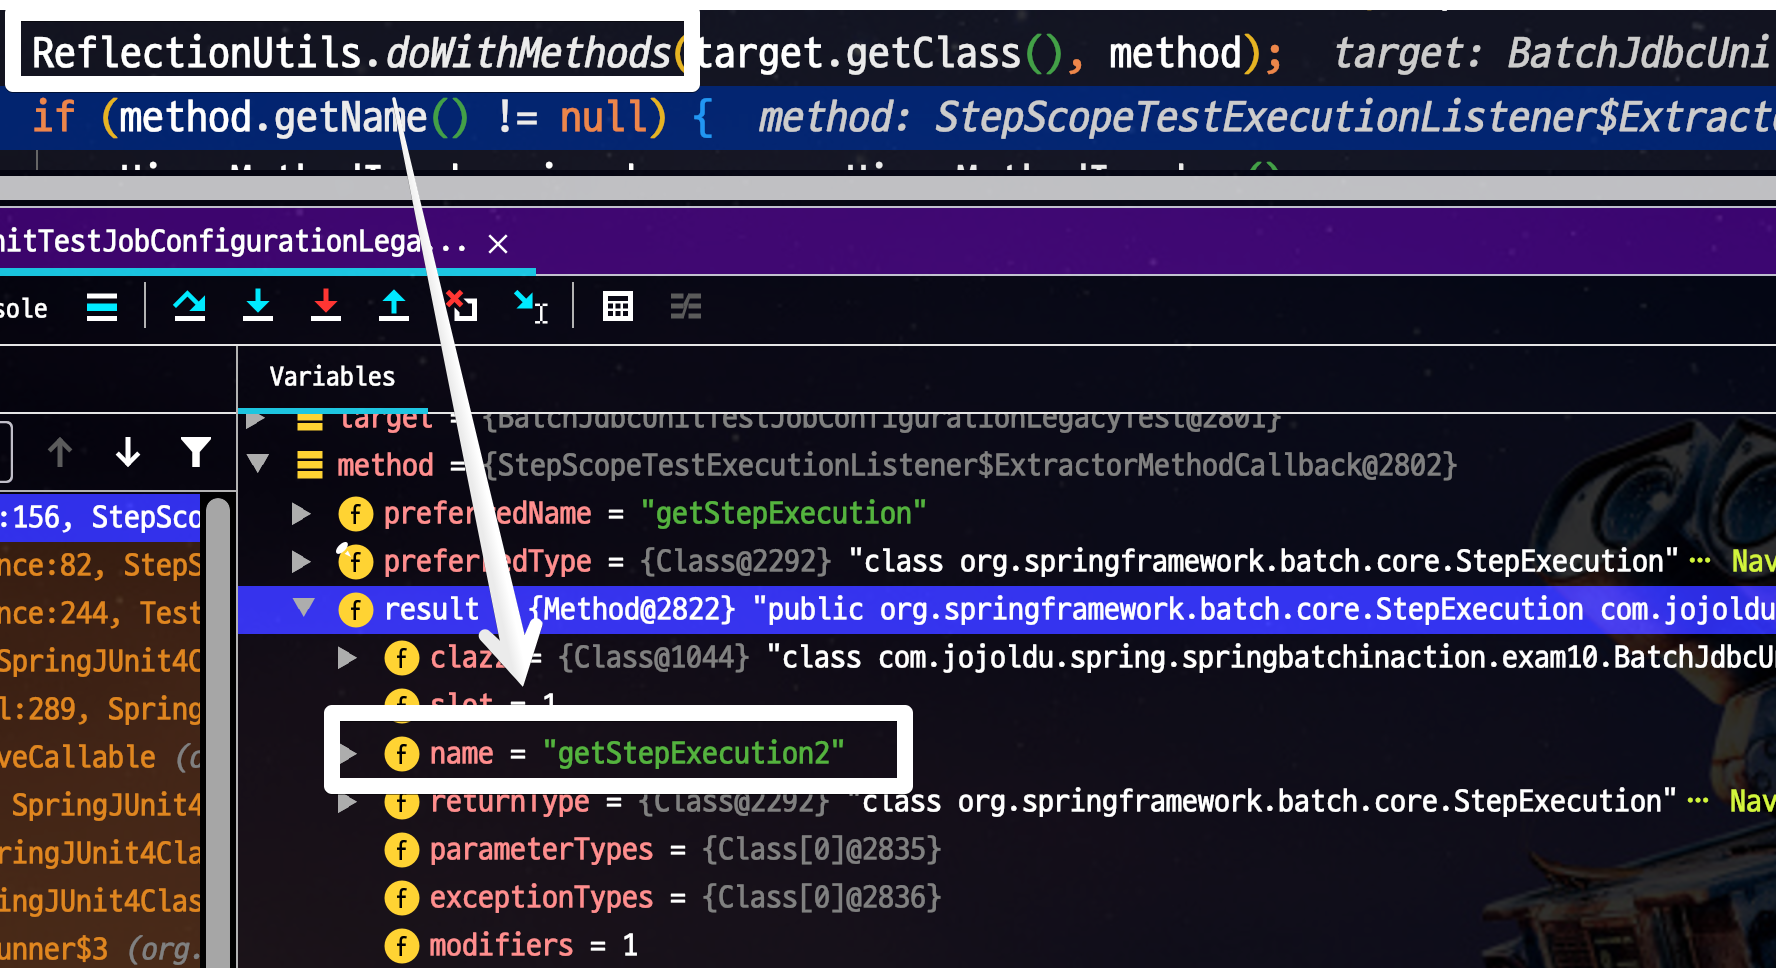 ReflectionUtils.doWithMethods(target.getClass(), method); target: BatchJdbcUni
if (method.getName() != null) { method: StepScopeTestExecutionListener$Extracto
nitTestJobConfigurationLega... ×
sole
Variables
target = {BatchJdbcUnitTestJobConfigurationLegacyTest@2801}
method = {StepScopeTestExecutionListener$ExtractorMethodCallback@2802}
f preferredName = "getStepExecution"
:156, StepSco
f preferredType = {Class@2292} "class org.springframework.batch.core.StepExecution" ... Nav
nce:82, StepS
f result {Method@2822} "public org.springframework.batch.core.StepExecution com.jojoldu
nce:244, Test
f clazz = {Class@1044} "class com.jojoldu.spring.springbatchinaction.exam10.BatchJdbcU
SpringJUnit4C
f slot = 1
l:289, Spring
f name = "getStepExecution2"
veCallable (o
f returnType = {Class@2292} "class org.springframework.batch.core.StepExecution" ... Nav
SpringJUnit4
f parameterTypes = {Class[0]@2835}
ringJUnit4Cla
f exceptionTypes = {Class[0]@2836}
ingJUnit4Clas
f modifiers = 1
unner$3 (org.